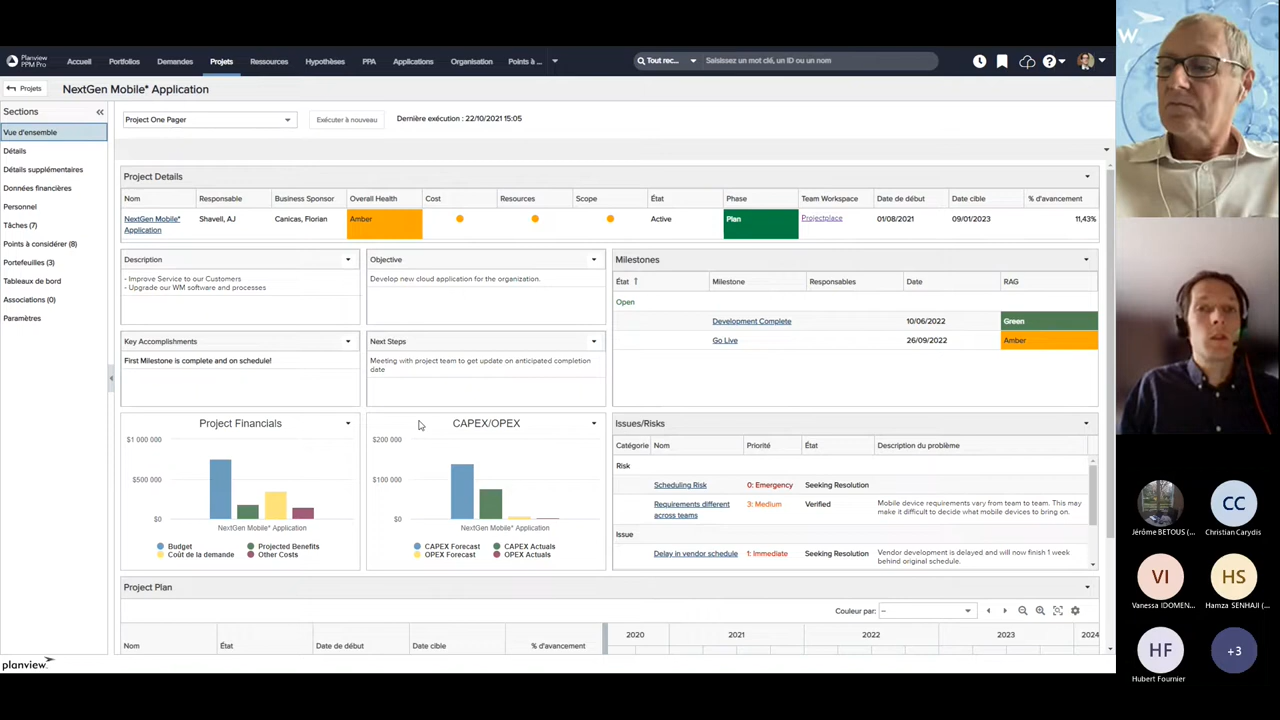 Planview
PPM Pro
Accueil
Portfolios
Demandes
Projets
Ressources
Hypothèses
PPA
Applications
Organisation
Points à ...
Tout rec...
Saisissez un mot clé, un ID ou un nom
Projets
NextGen Mobile* Application
Sections
Vue d'ensemble
Détails
Détails supplémentaires
Données financières
Personnel
Tâches (7)
Points à considérer (8)
Portefeuilles (3)
Tableaux de bord
Associations (0)
Paramètres
Project One Pager
Exécuter à nouveau
Dernière exécution : 22/10/2021 15:05
Project Details
Nom Responsable Business Sponsor Overall Health Cost Resources Scope État Phase Team Workspace Date de début Date cible % d'avancement
NextGen Mobile* Shavell, AJ Canicas, Florian Amber Active Plan Projectplace 01/08/2021 09/01/2023 11,43%
Application
Description
- Improve Service to our Customers
- Upgrade our WM software and processes
Objective
Develop new cloud application for the organization.
Milestones
État Milestone Responsables Date RAG
Open
Development Complete 10/06/2022 Green
Go Live 26/09/2022 Amber
Key Accomplishments
First Milestone is complete and on schedule!
Next Steps
Meeting with project team to get update on anticipated completion
date
Project Financials
$1 000 000
$500 000
$0
NextGen Mobile* Application
Budget Projected Benefits
Coût de la demande Other Costs
CAPEX/OPEX
$200 000
$100 000
$0
NextGen Mobile* Application
CAPEX Forecast CAPEX Actuals
OPEX Forecast OPEX Actuals
Issues/Risks
Catégorie Nom Priorité État Description du problème
Risk
Scheduling Risk 0: Emergency Seeking Resolution
Requirements different 3: Medium Verified Mobile device requirements vary from team to team. This may
across teams make it difficult to decide what mobile devices to bring on.
Issue
Delay in vendor schedule 1: Immediate Seeking Resolution Vendor development is delayed and will now finish 1 week
behind original schedule.
Project Plan
Couleur par: –
Nom État Date de début Date cible % d'avancement 2020 2021 2022 2023 2024
planview
W
Jérôme BETOUS (...
CC
Christian Carydis
VI
Vanessa IDOMEN...
HS
Hamza SENHAJI (...
HF
Hubert Fournier
+3